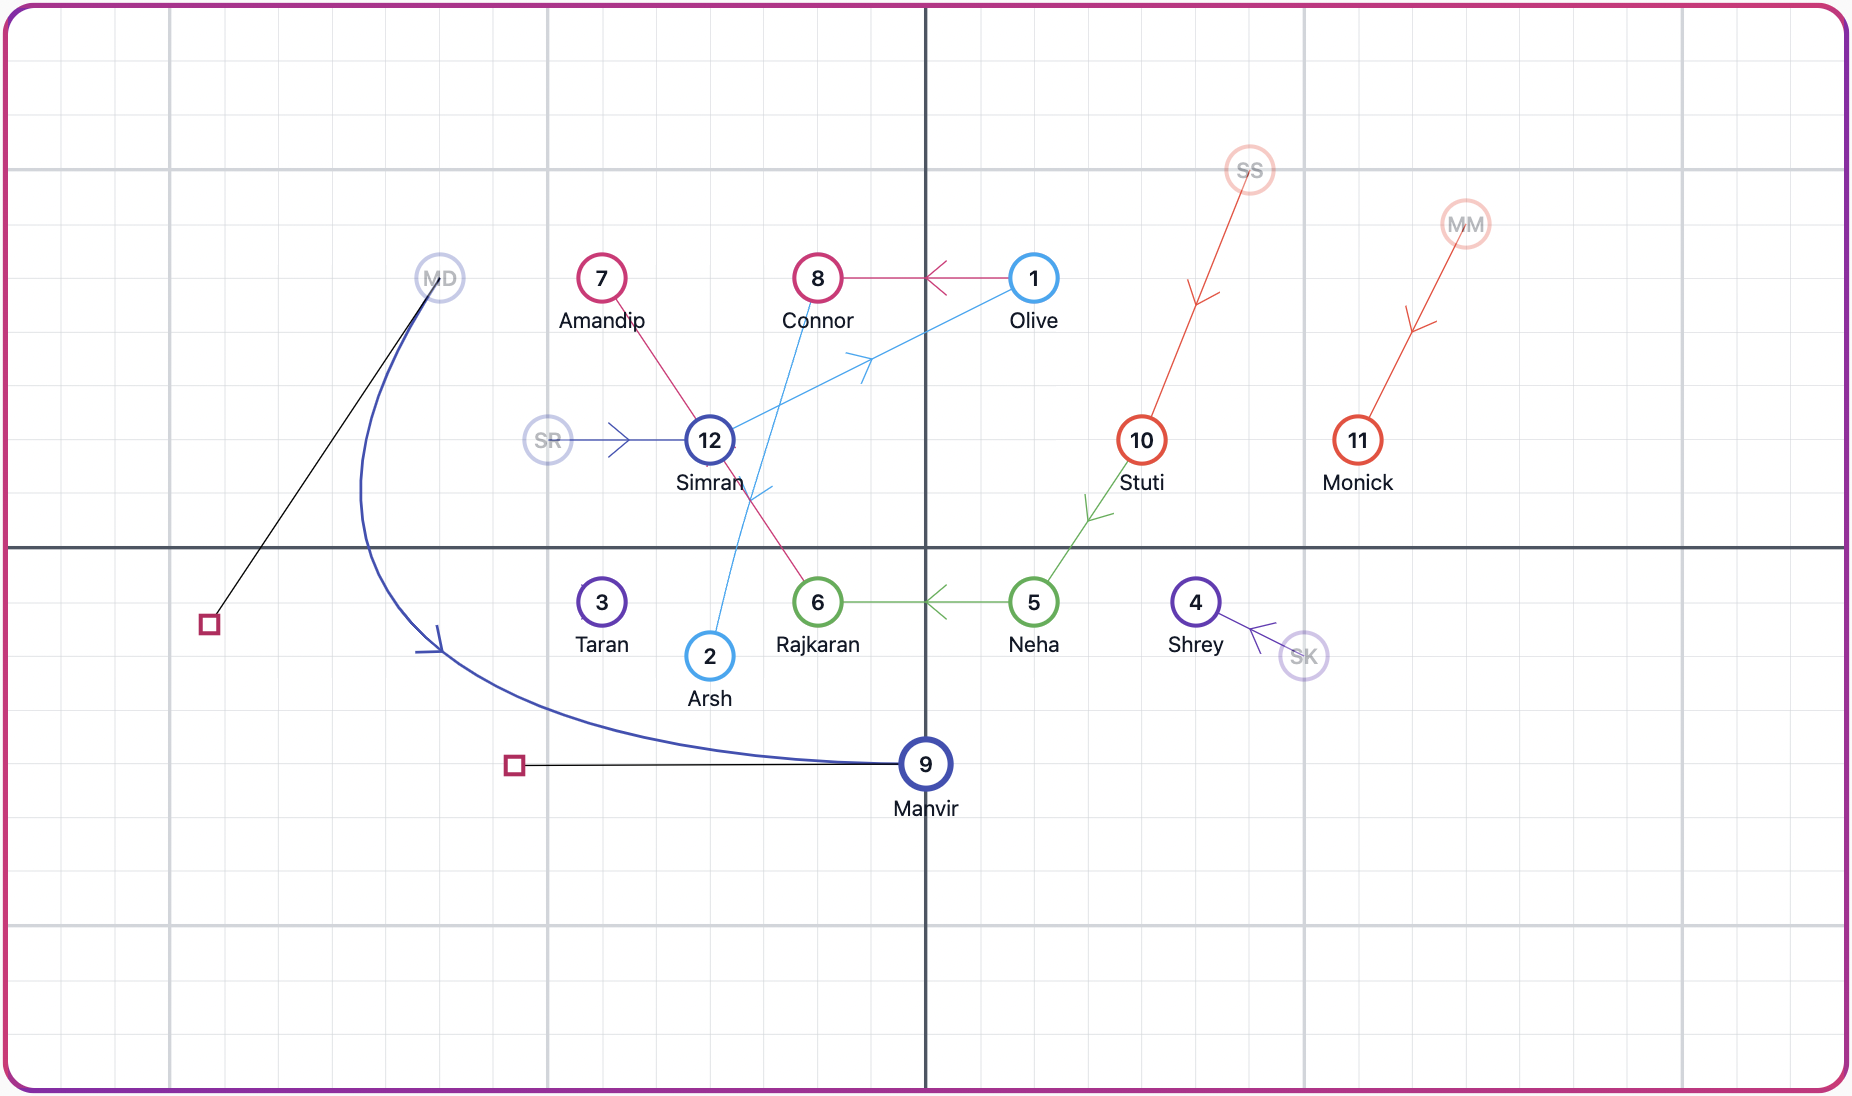 SS
MM
MD
7
8
1
Amandip
Connor
Olive
SR
12
10
11
Simran
Stuti
Monick
3
6
5
4
Taran
Rajkaran
Neha
Shrey
2
SK
Arsh
9
Manvir